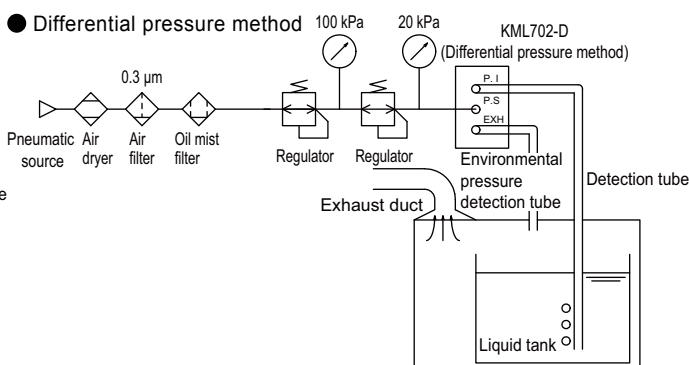 ● Differential pressure method
100 kPa
20 kPa
KML702-D
(Differential pressure method)
0.3 µm
P. I
P.S
EXH
Pneumatic
source
Air
dryer
Air
filter
Oil mist
filter
Regulator
Regulator
Environmental
pressure
detection tube
Detection tube
e
Exhaust duct
Liquid tank